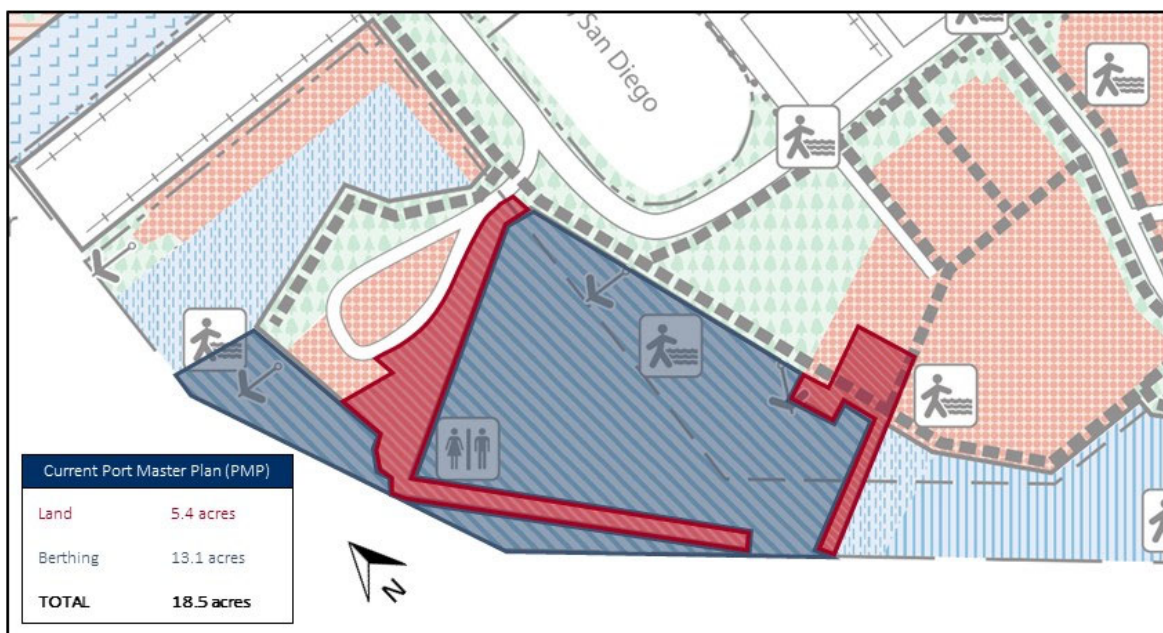 San Diego
Current Port Master Plan (PMP)
Land 5.4 acres
Berthing 13.1 acres
TOTAL 18.5 acres
N